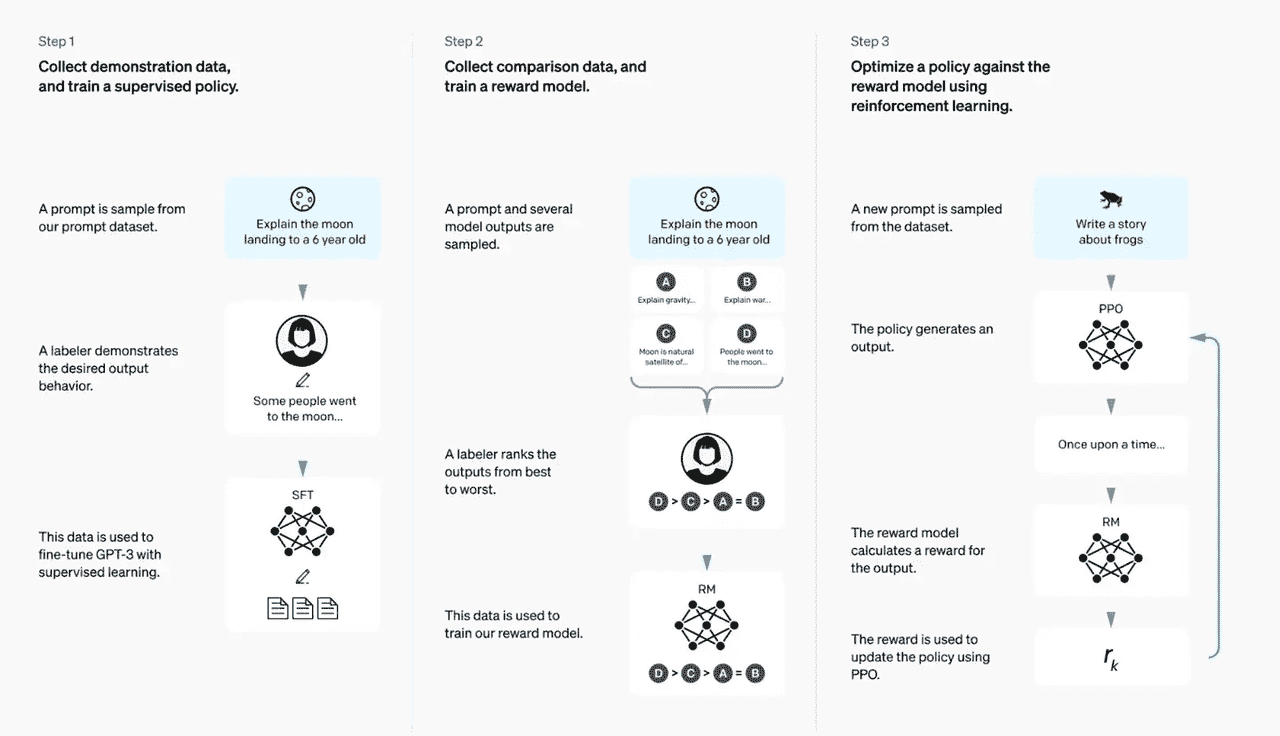 Step 1
Collect demonstration data,
and train a supervised policy.
A prompt is sample from
our prompt dataset.
Explain the moon
landing to a 6 year old
A labeler demonstrates
the desired output
behavior.
Some people went
to the moon...
This data is used to
fine-tune GPT-3 with
supervised learning.
SFT
Step 2
Collect comparison data, and
train a reward model.
A prompt and several
model outputs are
sampled.
Explain the moon
landing to a 6 year old
A
Explain gravity...
B
Explain war...
C
Moon is natural
satellite of...
D
People went to
the moon...
A labeler ranks the
outputs from best
to worst.
D > C > A = B
This data is used to
train our reward model.
RM
D > C > A = B
Step 3
Optimize a policy against the
reward model using
reinforcement learning.
A new prompt is sampled
from the dataset.
Write a story
about frogs
The policy generates an
output.
PPO
Once upon a time...
The reward model
calculates a reward for
the output.
RM
The reward is used to
update the policy using
PPO.
rk